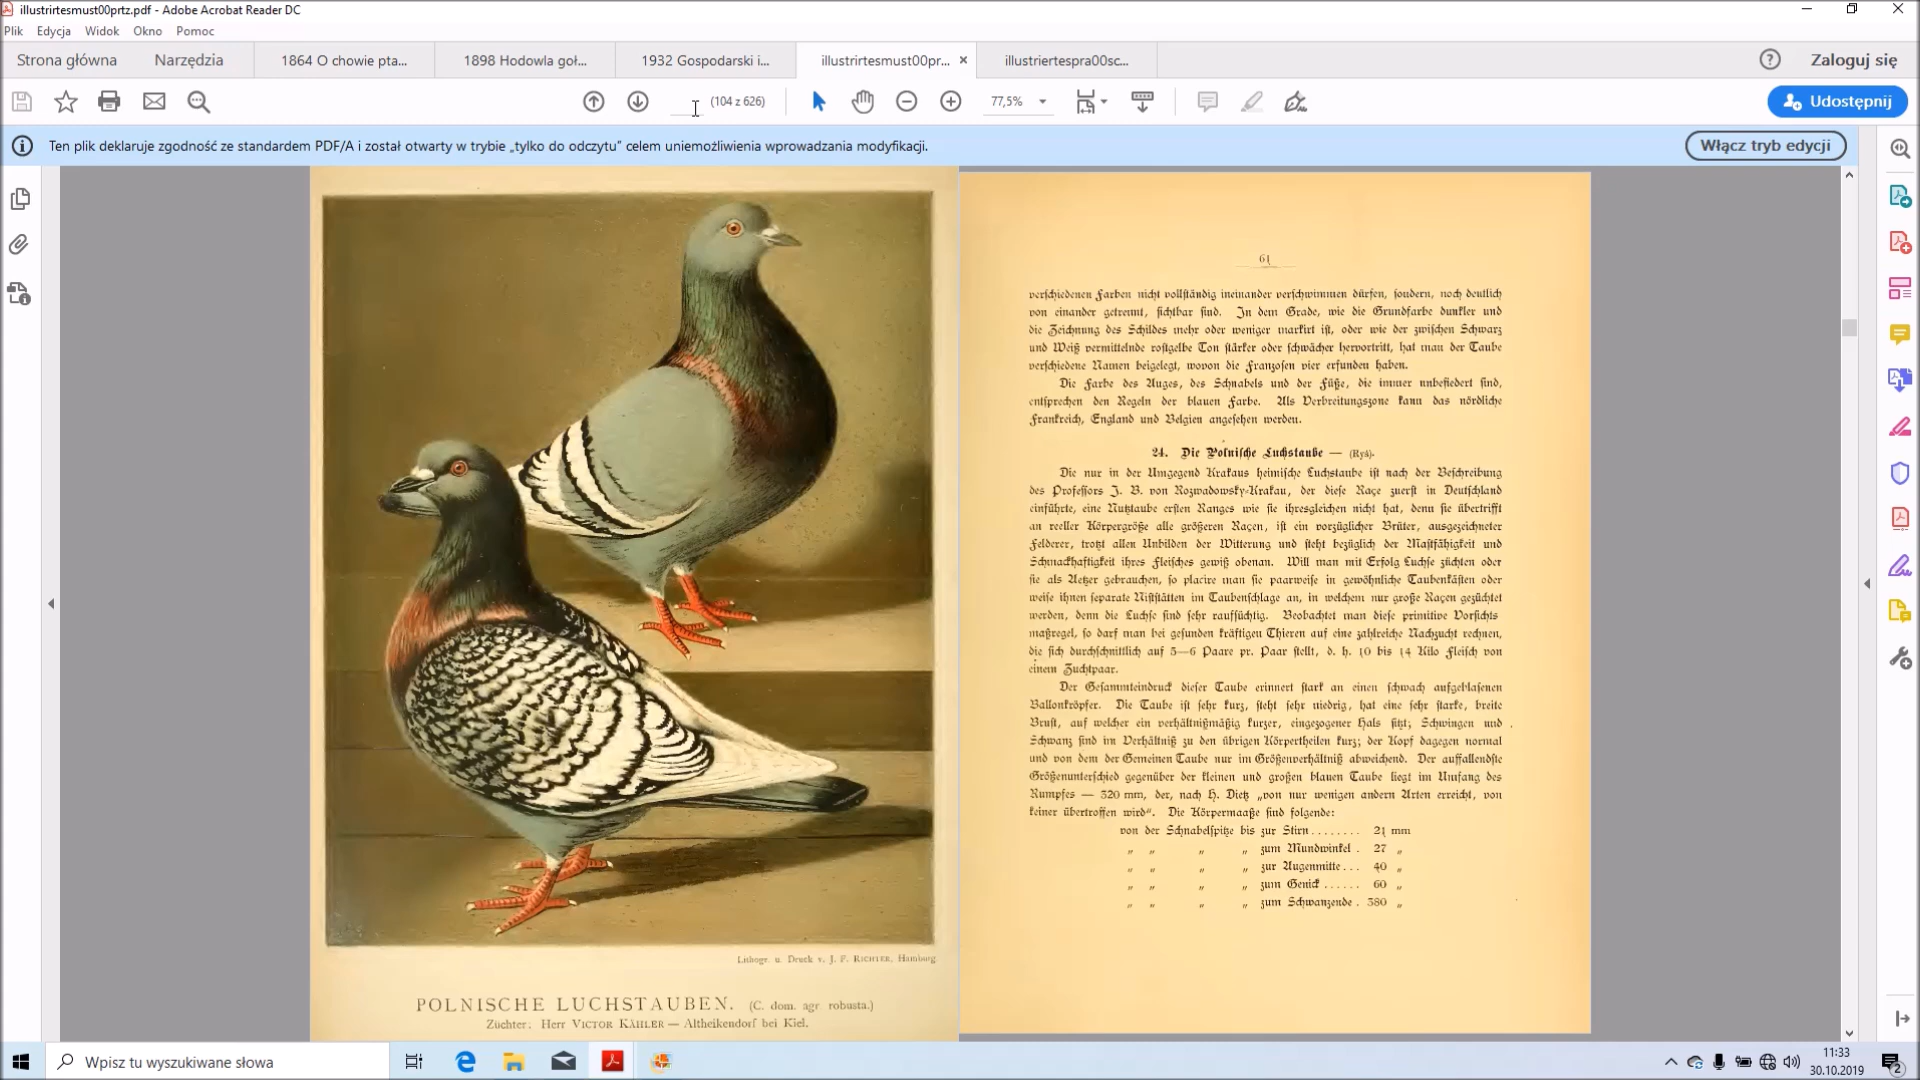 illustrirtesmust00prtz.pdf - Adobe Acrobat Reader DC
Plik Edycja Widok Okno Pomoc
Strona główna Narzędzia 1864 O chowie pta... 1898 Hodowla goł... 1932 Gospodarski i... illustrirtesmust00pr... × illustriertespra00sc... Zaloguj się
(104 z 626) 77,5% Udostępnij
Ten plik deklaruje zgodność ze standardem PDF/A i został otwarty w trybie „tylko do odczytu” celem uniemożliwienia wprowadzania modyfikacji. Włącz tryb edycji
Lithogr. u. Druck v. J. F. RICHTER, Hamburg
POLNISCHE LUCHSTAUBEN. (C. dom. agr. robusta.)
Züchter: Herr VICTOR KÄHLER — Altheikendorf bei Kiel.
61
verschiedenen Farben nicht vollständig ineinander verschwimmen dürfen, sondern, noch deutlich
von einander getrennt, sichtbar sind. In dem Grade, wie die Grundfarbe dunkler und
die Zeichnung des Schildes mehr oder weniger markirt ist, oder wie der zwischen Schwarz
und Weiß vermittelnde rostgelbe Ton stärker oder schwächer hervortritt, hat man der Taube
verschiedene Namen beigelegt, wovon die Franzosen vier erfunden haben.
Die Farbe des Auges, des Schnabels und der Füße, die immer unbefiedert sind,
entsprechen den Regeln der blauen Farbe. Als Verbreitungszone kann das nördliche
Frankreich, England und Belgien angesehen werden.
24. Die Polnische Luchstaube — (Ryś).
Die nur in der Umgegend Krakaus heimische Luchstaube ist nach der Beschreibung
des Professors J. B. von Rozwadowsky-Krakau, der diese Raçe zuerst in Deutschland
einführte, eine Nutztaube ersten Ranges wie sie ihresgleichen nicht hat, denn sie übertrifft
an reeller Körpergröße alle größeren Raçen, ist ein vorzüglicher Brüter, ausgezeichneter
Felderer, trotzt allen Unbilden der Witterung und steht bezüglich der Mastfähigkeit und
Schmackhaftigkeit ihres Fleisches gewiß obenan. Will man mit Erfolg Luchse züchten oder
sie als Aetzer gebrauchen, so placire man sie paarweise in gewöhnliche Taubenkästen oder
weise ihnen separate Niststätten im Taubenschlage an, in welchem nur große Raçen gezüchtet
werden, denn die Luchse sind sehr raufsüchtig. Beobachtet man diese primitive Vorsichts-
maßregel, so darf man bei gesunden kräftigen Thieren auf eine zahlreiche Nachzucht rechnen,
die sich durchschnittlich auf 5—6 Paare pr. Paar stellt, d. h. 10 bis 14 Kilo Fleisch von
einem Zuchtpaar.
Der Gesammteindruck dieser Taube erinnert stark an einen schwach aufgeblasenen
Ballonkröpfer. Die Taube ist sehr kurz, steht sehr niedrig, hat eine sehr starke, breite
Brust, auf welcher ein verhältnißmäßig kurzer, eingezogener Hals sitzt; Schwingen und
Schwanz sind im Verhältniß zu den übrigen Körpertheilen kurz; der Kopf dagegen normal
und von dem der Gemeinen Taube nur im Größenverhältniß abweichend. Der auffallendste
Größenunterschied gegenüber der kleinen und großen blauen Taube liegt im Umfang des
Rumpfes — 320 mm, der, nach H. Dietz „von nur wenigen andern Arten erreicht, von
keiner übertroffen wird“. Die Körpermaaße sind folgende:
von der Schnabelspitze bis zur Stirn........ 21 mm
„ „ „ „ zum Mundwinkel . 27 „
„ „ „ „ zur Augenmitte... 40 „
„ „ „ „ zum Genick...... 60 „
„ „ „ „ zum Schwanzende . 380 „
Wpisz tu wyszukiwane słowa
11:33
30.10.2019
2